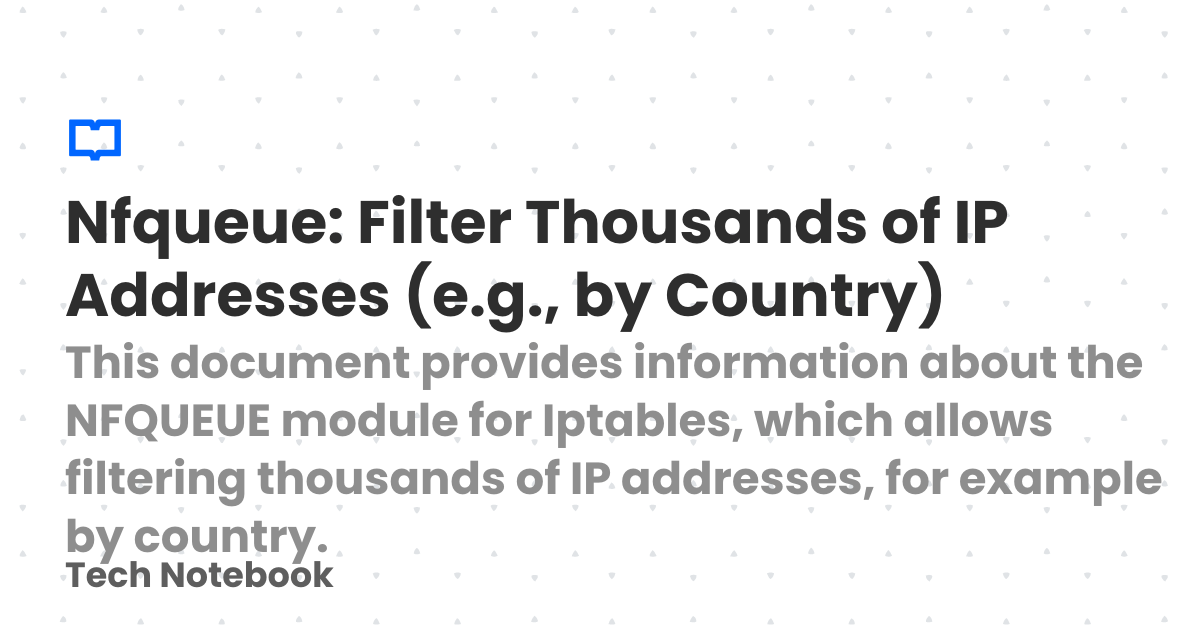 Nfqueue: Filter Thousands of IP
Addresses (e.g., by Country)
This document provides information about the
NFQUEUE module for Iptables, which allows
filtering thousands of IP addresses, for example
by country.
Tech Notebook